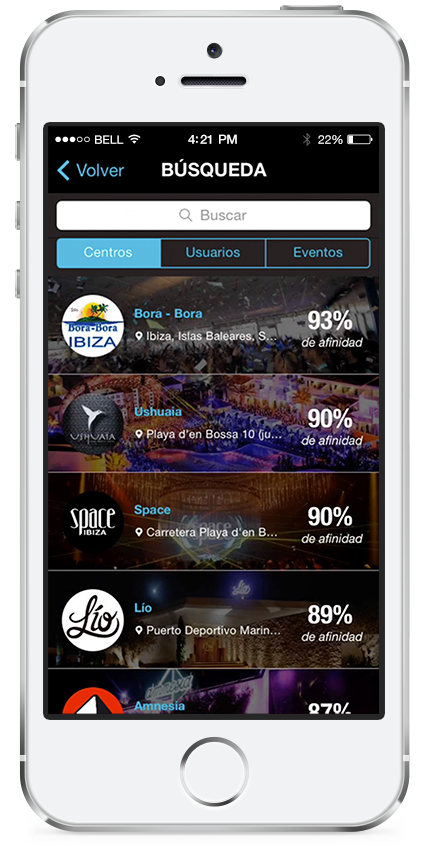 BELL 4:21 PM 22%
Volver BÚSQUEDA
Buscar
Centros Usuarios Eventos
Bora-Bora
IBIZA
Bora - Bora
Ibiza, Islas Baleares, S...
93%
de afinidad
USHUAIA
Ushuaia
Playa d'en Bossa 10 (ju...
90%
de afinidad
space
IBIZA
Space
Carretera Playa d'en B...
90%
de afinidad
Lío
Lío
Puerto Deportivo Marin...
89%
de afinidad
Amnesia
87%